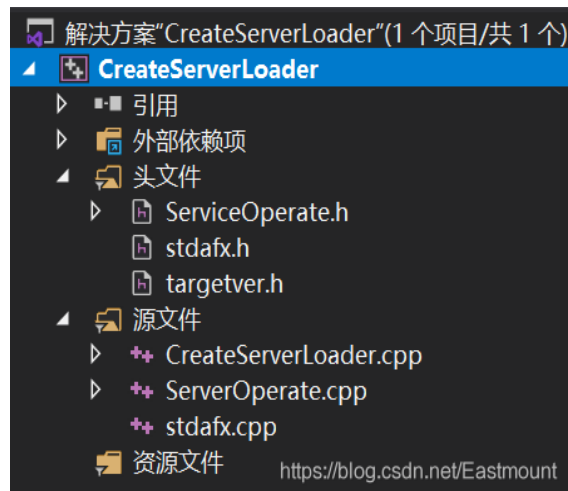 解决方案"CreateServerLoader"(1 个项目/共 1 个)
CreateServerLoader
引用
外部依赖项
头文件
ServiceOperate.h
stdafx.h
targetver.h
源文件
CreateServerLoader.cpp
ServerOperate.cpp
stdafx.cpp
资源文件
https://blog.csdn.net/Eastmount